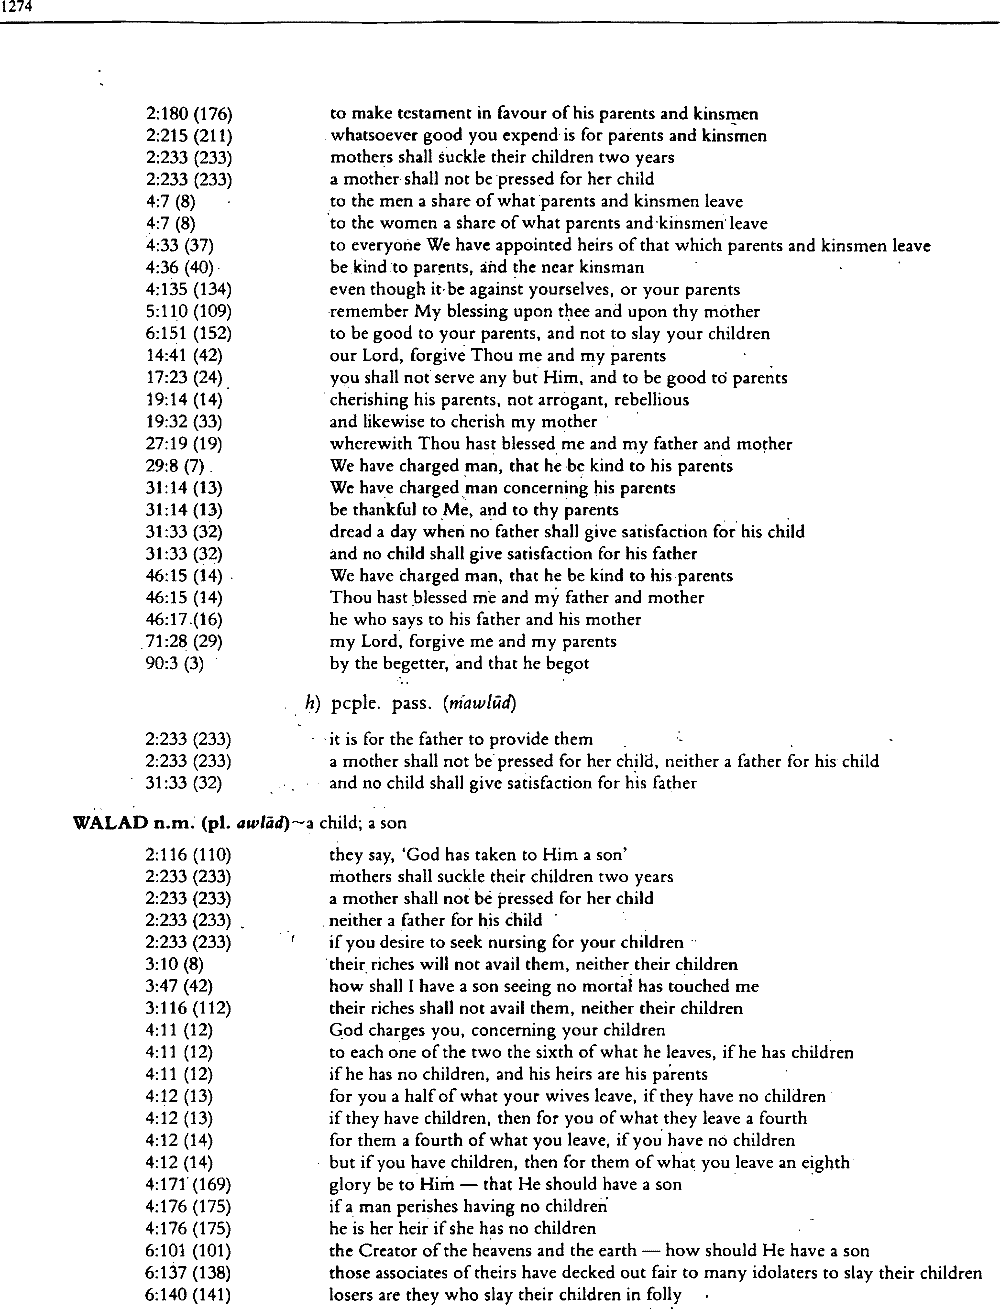 1274
2:180 (176) to make testament in favour of his parents and kinsmen
2:215 (211) whatsoever good you expend is for parents and kinsmen
2:233 (233) mothers shall suckle their children two years
2:233 (233) a mother shall not be pressed for her child
4:7 (8) to the men a share of what parents and kinsmen leave
4:7 (8) to the women a share of what parents and kinsmen leave
4:33 (37) to everyone We have appointed heirs of that which parents and kinsmen leave
4:36 (40) be kind to parents, and the near kinsman
4:135 (134) even though it be against yourselves, or your parents
5:110 (109) remember My blessing upon thee and upon thy mother
6:151 (152) to be good to your parents, and not to slay your children
14:41 (42) our Lord, forgive Thou me and my parents
17:23 (24) you shall not serve any but Him, and to be good to parents
19:14 (14) cherishing his parents, not arrogant, rebellious
19:32 (33) and likewise to cherish my mother
27:19 (19) wherewith Thou hast blessed me and my father and mother
29:8 (7) We have charged man, that he be kind to his parents
31:14 (13) We have charged man concerning his parents
31:14 (13) be thankful to Me, and to thy parents
31:33 (32) dread a day when no father shall give satisfaction for his child
31:33 (32) and no child shall give satisfaction for his father
46:15 (14) We have charged man, that he be kind to his parents
46:15 (14) Thou hast blessed me and my father and mother
46:17 (16) he who says to his father and his mother
71:28 (29) my Lord, forgive me and my parents
90:3 (3) by the begetter, and that he begot
h) pcple. pass. (mawlūd)
2:233 (233) it is for the father to provide them
2:233 (233) a mother shall not be pressed for her child, neither a father for his child
31:33 (32) and no child shall give satisfaction for his father
WALAD n.m. (pl. awlād)~a child; a son
2:116 (110) they say, 'God has taken to Him a son'
2:233 (233) mothers shall suckle their children two years
2:233 (233) a mother shall not be pressed for her child
2:233 (233) neither a father for his child
2:233 (233) if you desire to seek nursing for your children
3:10 (8) their riches will not avail them, neither their children
3:47 (42) how shall I have a son seeing no mortal has touched me
3:116 (112) their riches shall not avail them, neither their children
4:11 (12) God charges you, concerning your children
4:11 (12) to each one of the two the sixth of what he leaves, if he has children
4:11 (12) if he has no children, and his heirs are his parents
4:12 (13) for you a half of what your wives leave, if they have no children
4:12 (13) if they have children, then for you of what they leave a fourth
4:12 (14) for them a fourth of what you leave, if you have no children
4:12 (14) but if you have children, then for them of what you leave an eighth
4:171 (169) glory be to Him — that He should have a son
4:176 (175) if a man perishes having no children
4:176 (175) he is her heir if she has no children
6:101 (101) the Creator of the heavens and the earth — how should He have a son
6:137 (138) those associates of theirs have decked out fair to many idolaters to slay their children
6:140 (141) losers are they who slay their children in folly